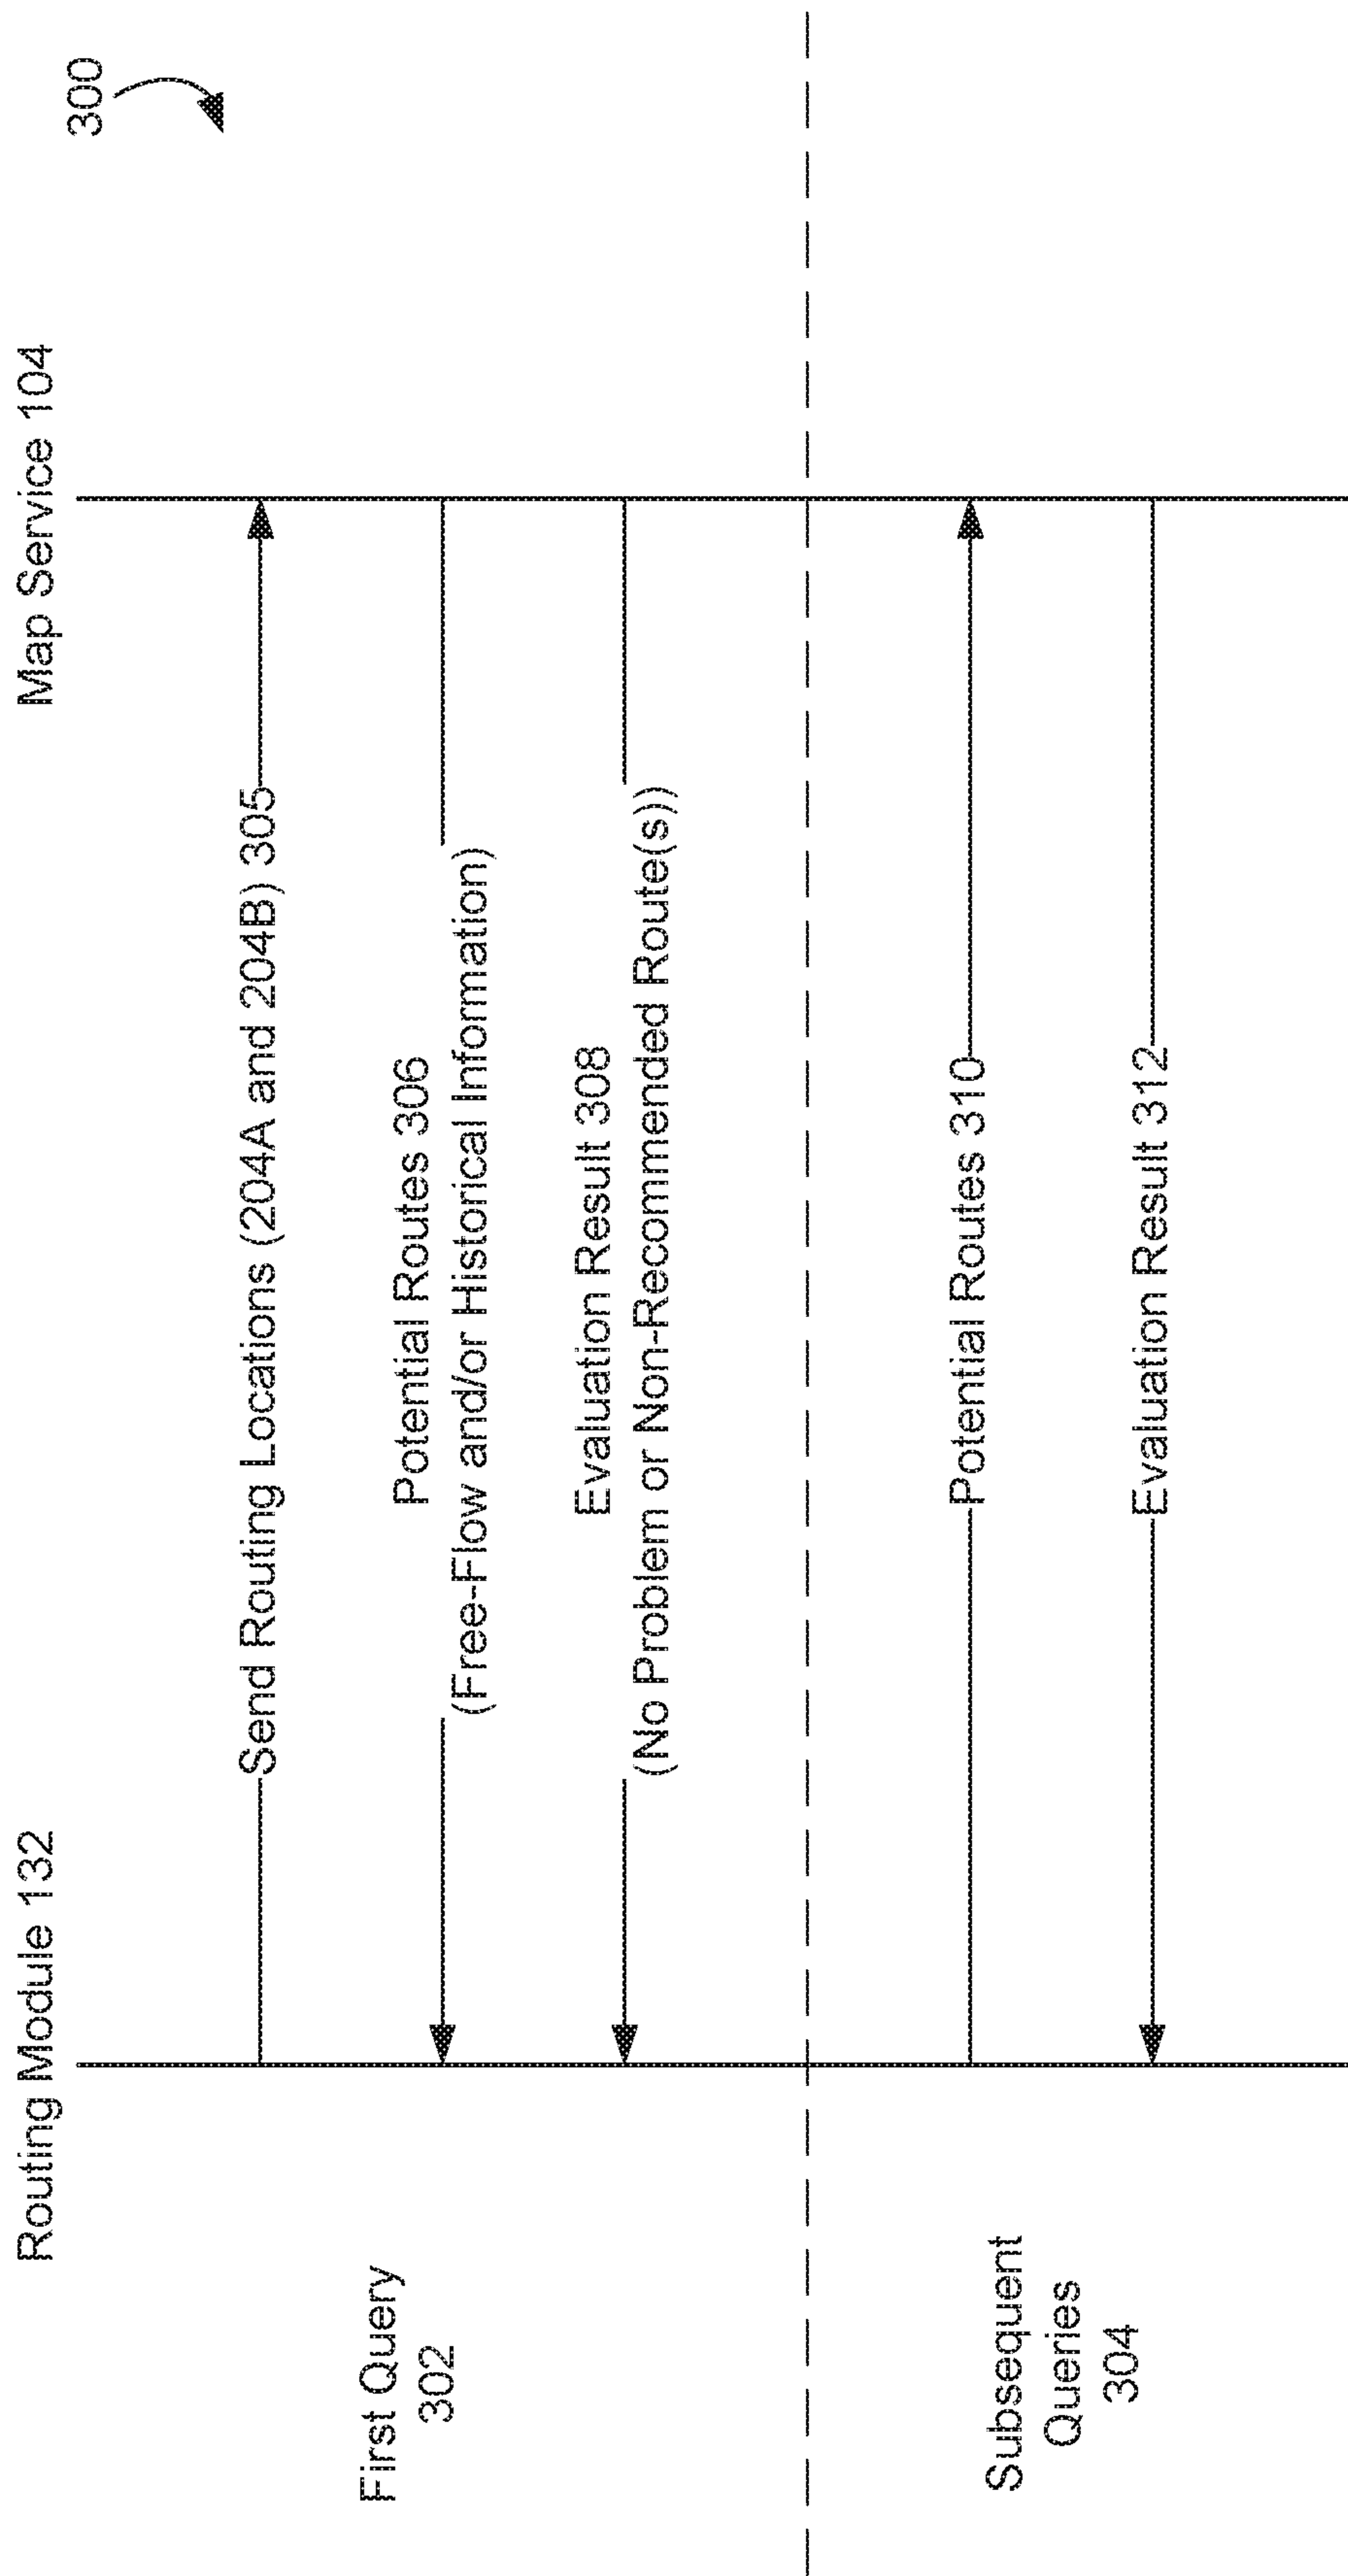 300
Routing Module 132
Map Service 104
First Query
302
Send Routing Locations (204A and 204B) 305
Potential Routes 306
(Free-Flow and/or Historical Information)
Evaluation Result 308
(No Problem or Non-Recommended Route(s))
Subsequent
Queries
304
Potential Routes 310
Evaluation Result 312